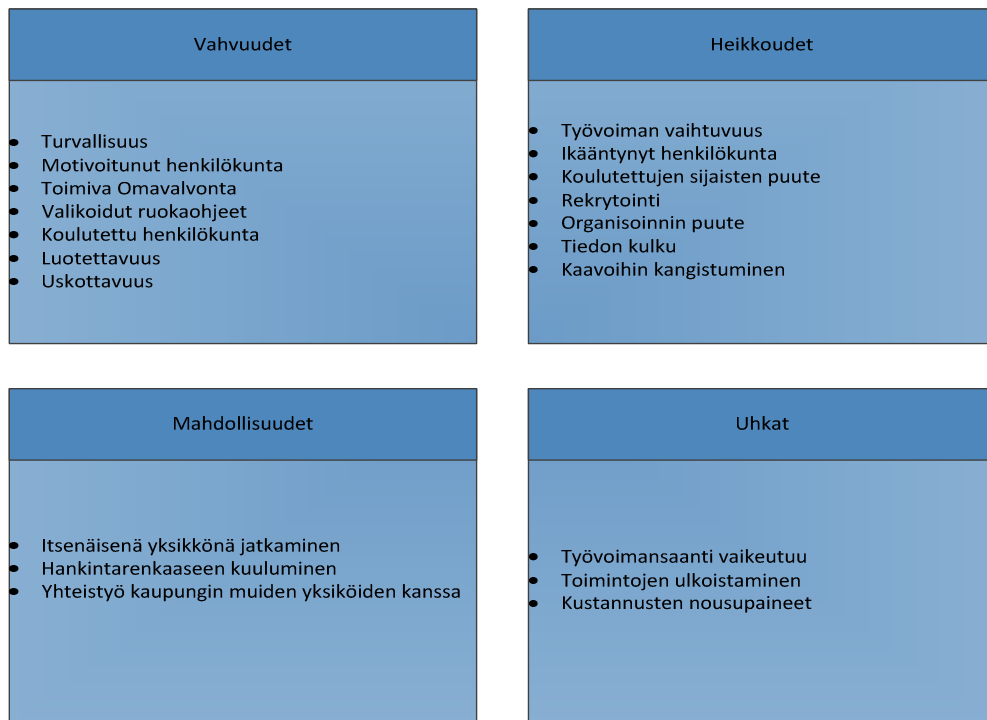 Vahvuudet
• Turvallisuus
• Motivoitunut henkilökunta
• Toimiva Omavalvonta
• Valikoidut ruokaohjeet
• Koulutettu henkilökunta
• Luotettavuus
• Uskottavuus
Heikkoudet
• Työvoiman vaihtuvuus
• Ikääntynyt henkilökunta
• Koulutettujen sijaisten puute
• Rekrytointi
• Organisoinnin puute
• Tiedon kulku
• Kaavoihin kangistuminen
Mahdollisuudet
• Itsenäisenä yksikkönä jatkaminen
• Hankintarenkaaseen kuuluminen
• Yhteistyö kaupungin muiden yksiköiden kanssa
Uhkat
• Työvoimansaanti vaikeutuu
• Toimintojen ulkoistaminen
• Kustannusten nousupaineet